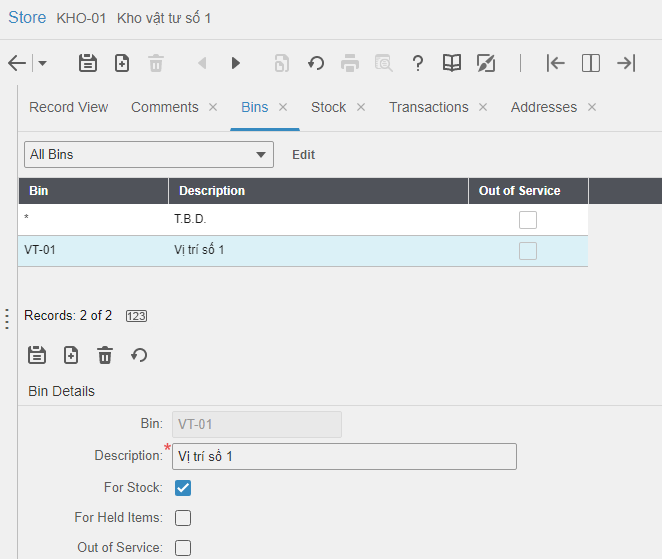 Store KHO-01 Kho vật tư số 1
Record View Comments Bins Stock Transactions Addresses
All Bins Edit
Bin Description Out of Service
* T.B.D.
VT-01 Vị trí số 1
Records: 2 of 2 123
Bin Details
Bin: VT-01
Description: * Vị trí số 1
For Stock:
For Held Items:
Out of Service: